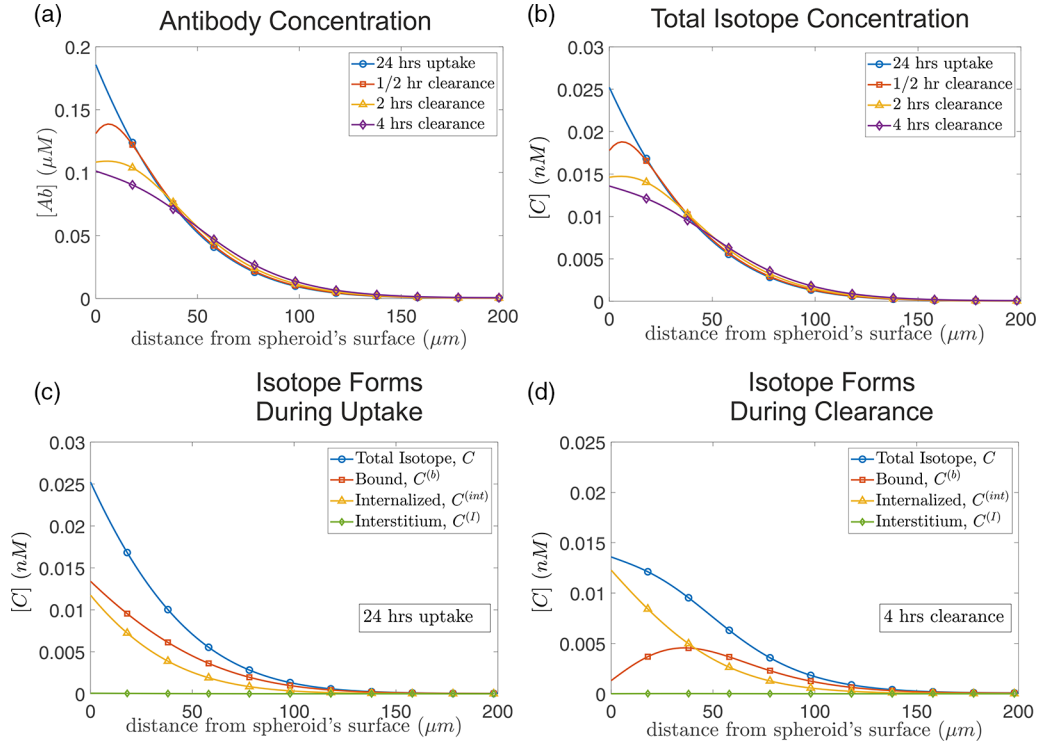 (a)
Antibody Concentration
0.2
0.15
0.1
0.05
0
[Ab] (μM)
24 hrs uptake
1/2 hr clearance
2 hrs clearance
4 hrs clearance
0 50 100 150 200
distance from spheroid's surface (μm)
(b)
Total Isotope Concentration
0.03
0.025
0.02
0.015
0.01
0.005
0
[C] (nM)
24 hrs uptake
1/2 hr clearance
2 hrs clearance
4 hrs clearance
0 50 100 150 200
distance from spheroid's surface (μm)
(c)
Isotope Forms
During Uptake
0.03
0.025
0.02
0.015
0.01
0.005
0
[C] (nM)
Total Isotope, C
Bound, C^(b)
Internalized, C^(int)
Interstitium, C^(I)
24 hrs uptake
0 50 100 150 200
distance from spheroid's surface (μm)
(d)
Isotope Forms
During Clearance
0.025
0.02
0.015
0.01
0.005
0
[C] (nM)
Total Isotope, C
Bound, C^(b)
Internalized, C^(int)
Interstitium, C^(I)
4 hrs clearance
0 50 100 150 200
distance from spheroid's surface (μm)